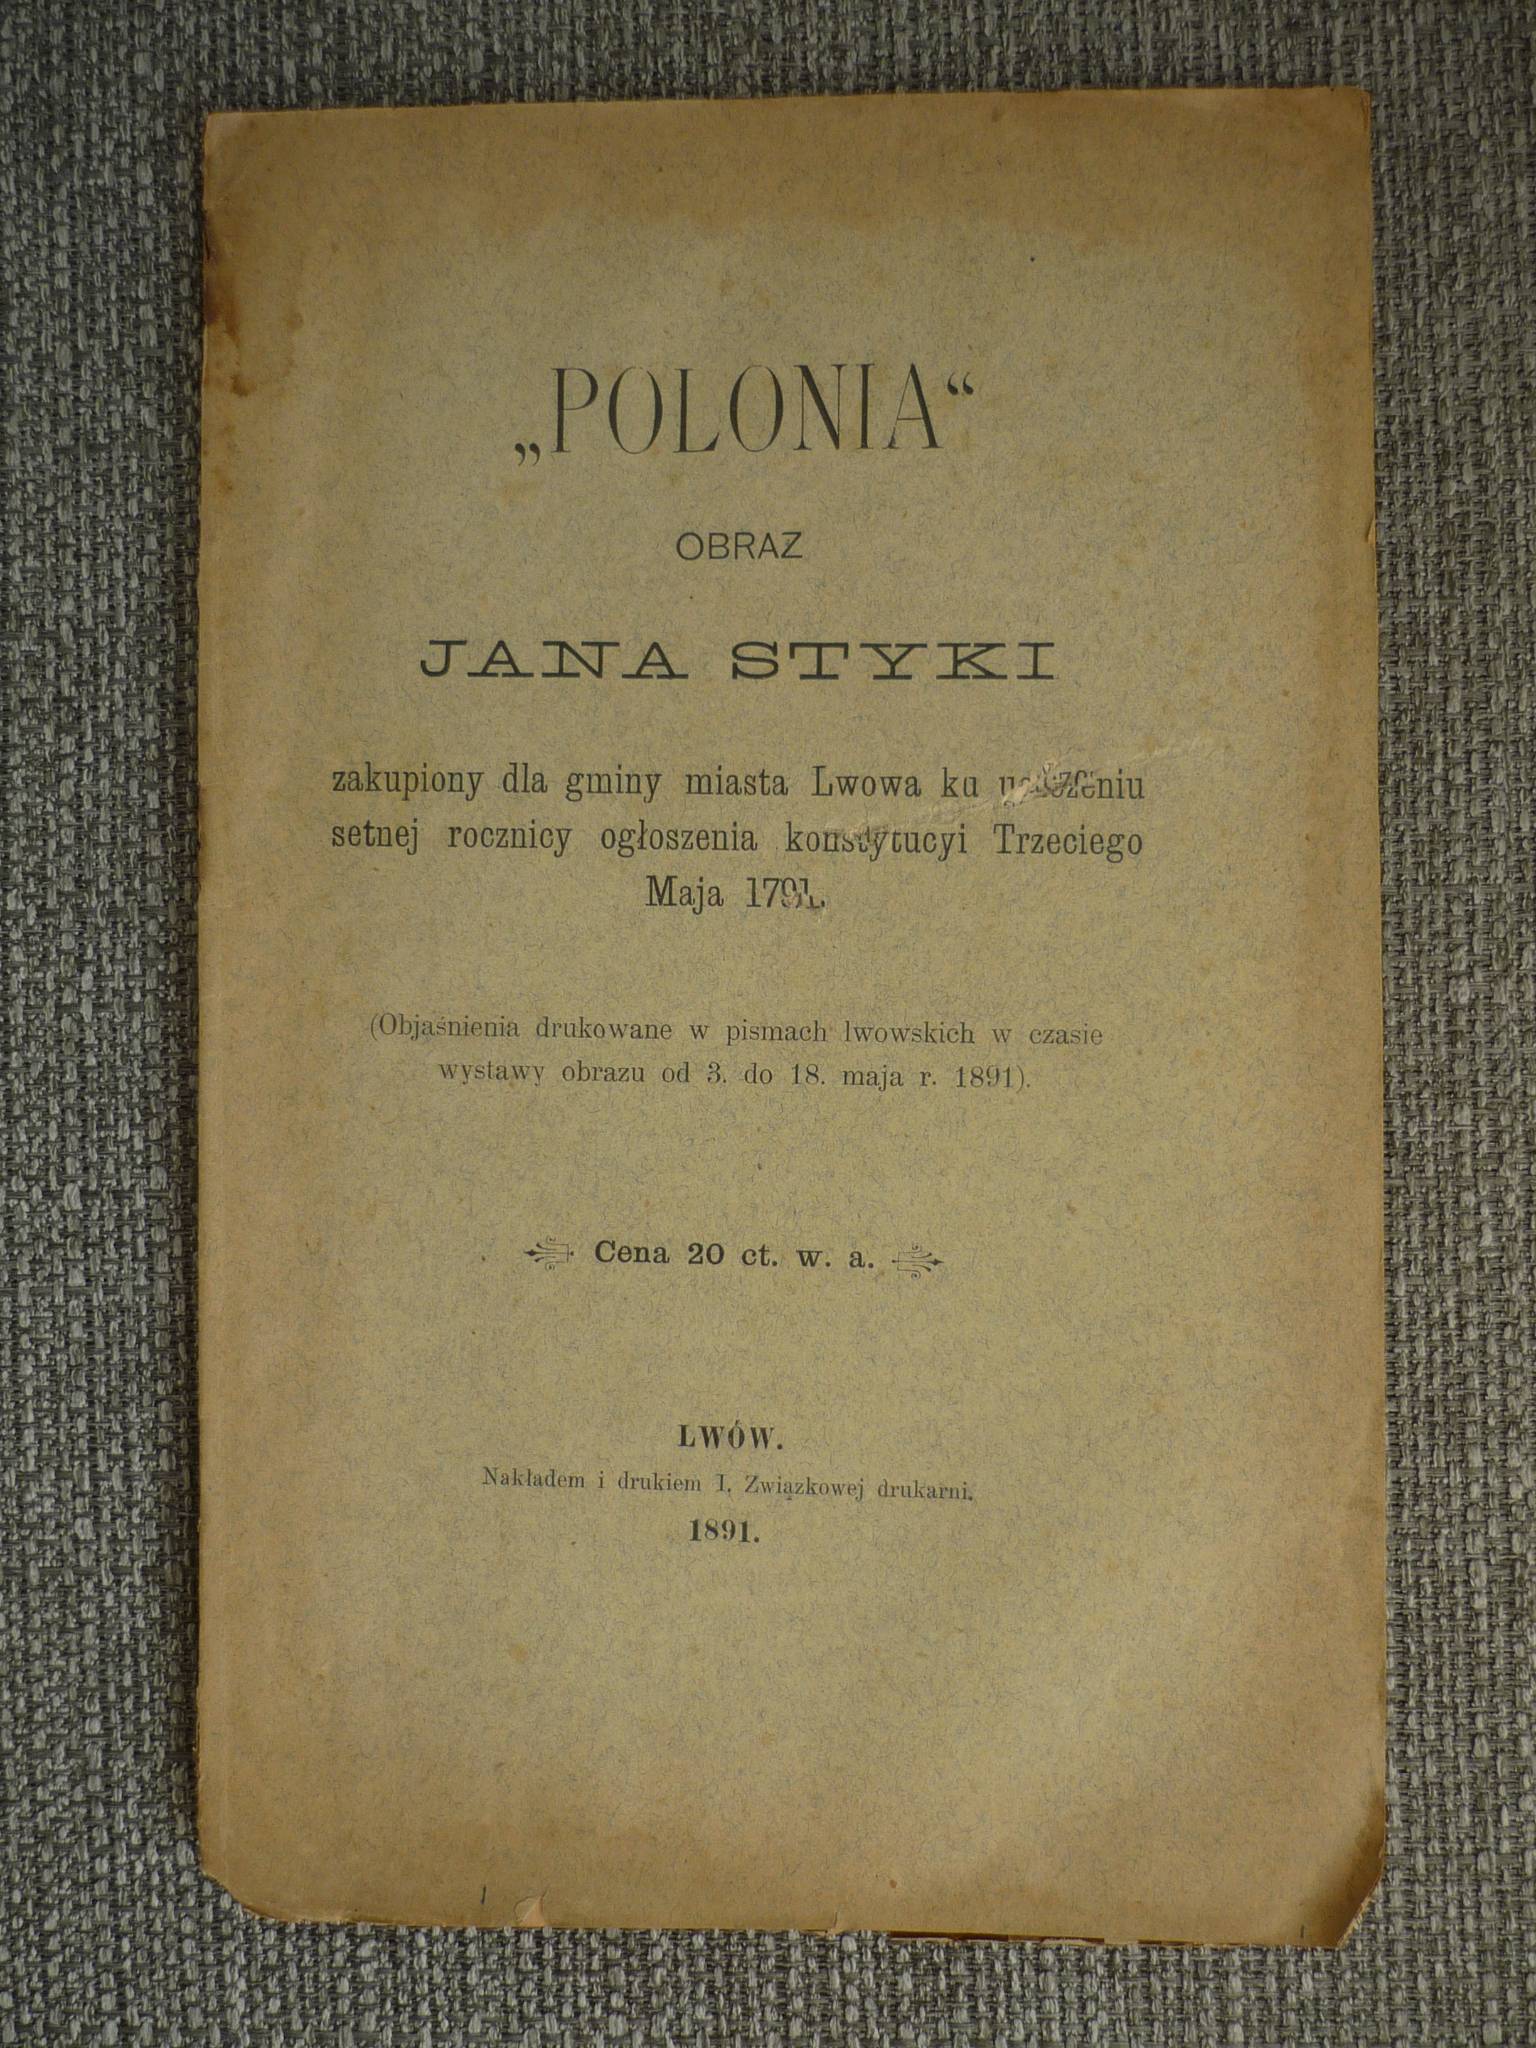 „POLONIA“
OBRAZ
JANA STYKI
zakupiony dla gminy miasta Lwowa ku
setnej rocznicy ogłoszenia konstytucyi Trzeciego
Maja 1791.
(Objaśnienia drukowane w pismach lwowskich w czasie
wystawy obrazu od 3. do 18. maja r. 1891).
Cena 20 ct. w. a.
LWÓW.
Nakładem i drukiem I. Związkowej drukarni.
1891.